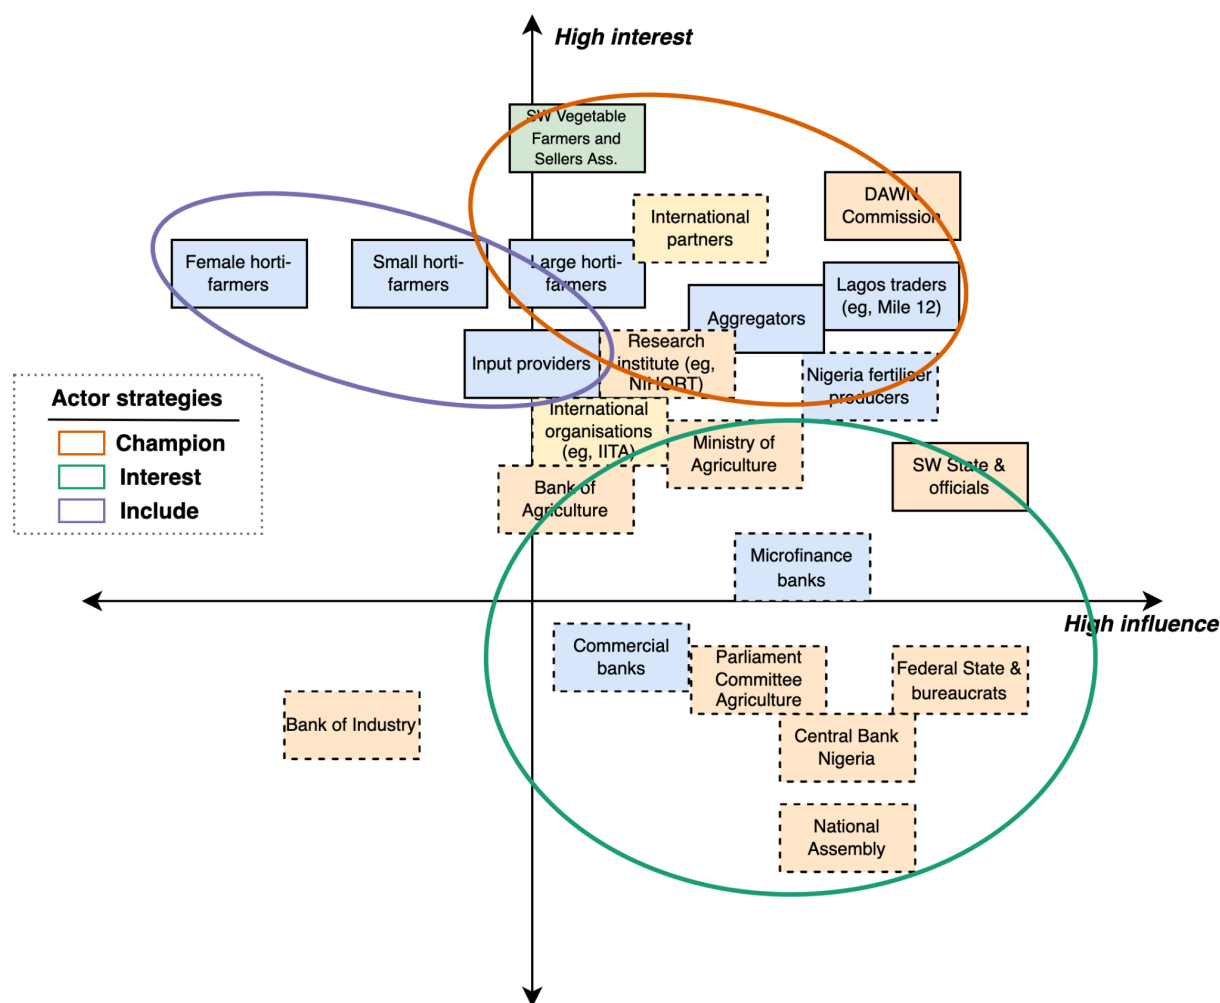 High interest
SW Vegetable
Farmers and
Sellers Ass.
DAWN
Commission
International
partners
Female horti-
farmers
Small horti-
farmers
Large horti-
farmers
Lagos traders
(eg, Mile 12)
Aggregators
Input providers
Research
institute (eg,
NIHORT)
Nigeria fertiliser
producers
Actor strategies
Champion
Interest
Include
International
organisations
(eg, IITA)
Ministry of
Agriculture
SW State &
officials
Bank of
Agriculture
Microfinance
banks
High influence
Commercial
banks
Parliament
Committee
Agriculture
Federal State &
bureaucrats
Bank of Industry
Central Bank
Nigeria
National
Assembly